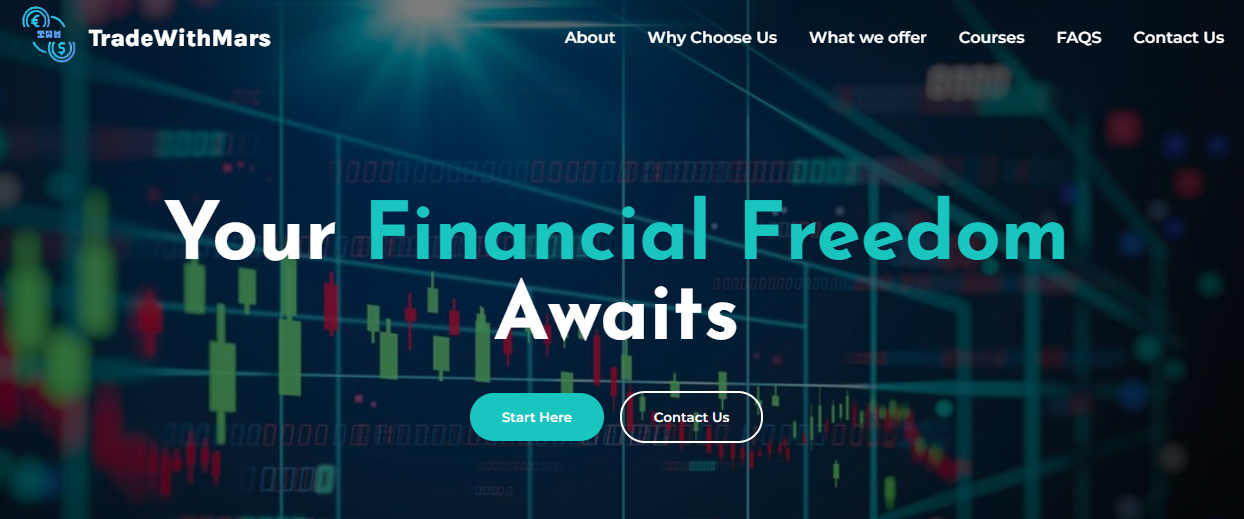 TWM
TradeWithMars
About
Why Choose Us
What we offer
Courses
FAQS
Contact Us
Your Financial Freedom
Awaits
Start Here
Contact Us